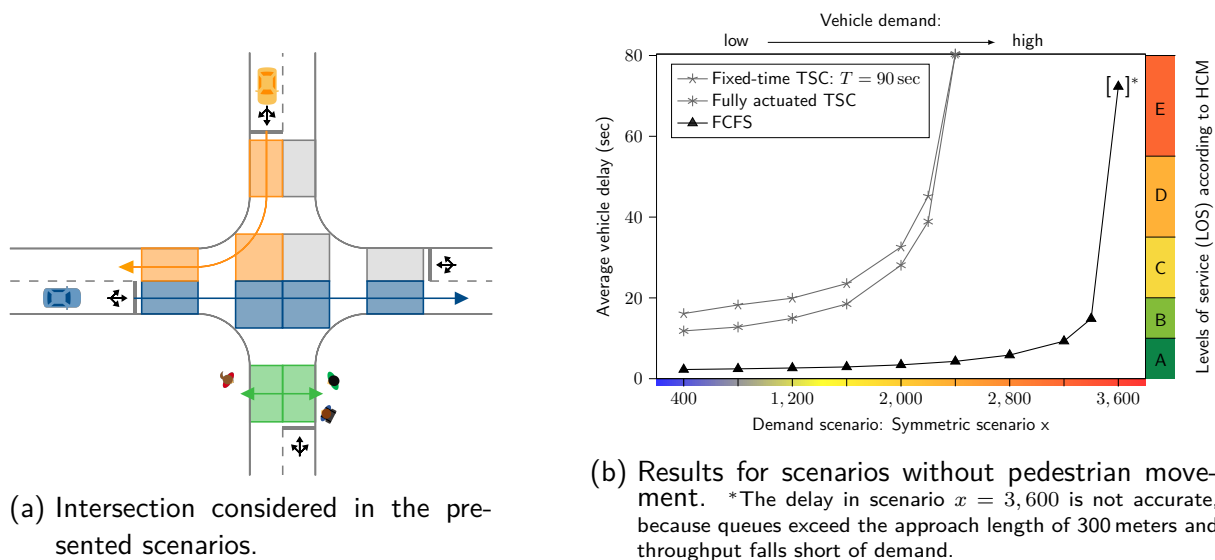 Vehicle demand:
low
high
80
60
40
20
0
Average vehicle delay (sec)
Fixed-time TSC: T = 90 sec
Fully actuated TSC
FCFS
[ ]*
E
D
C
B
A
Levels of service (LOS) according to HCM
400
1,200
2,000
2,800
3,600
Demand scenario: Symmetric scenario x
(a) Intersection considered in the pre-
sented scenarios.
(b) Results for scenarios without pedestrian move-
ment. *The delay in scenario x = 3,600 is not accurate,
because queues exceed the approach length of 300 meters and
throughput falls short of demand.